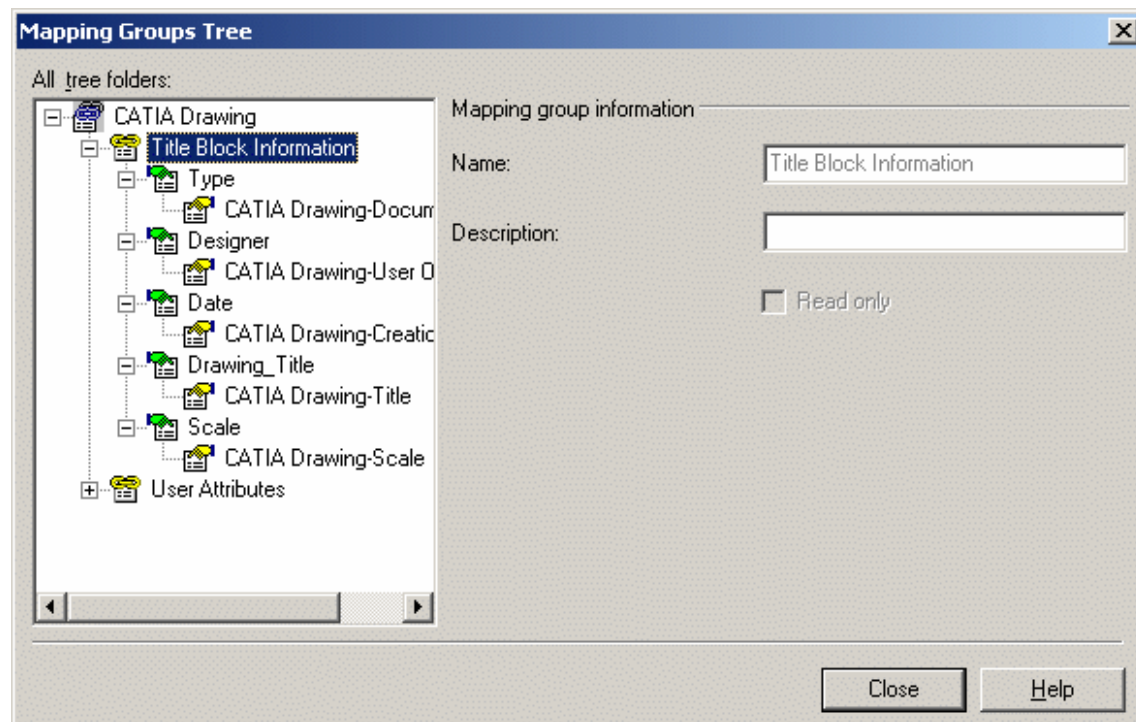 Mapping Groups Tree
All tree folders:
CATIA Drawing
Title Block Information
Type
CATIA Drawing-Docum
Designer
CATIA Drawing-User O
Date
CATIA Drawing-Creatio
Drawing_Title
CATIA Drawing-Title
Scale
CATIA Drawing-Scale
User Attributes
Mapping group information
Name:
Title Block Information
Description:
Read only
Close
Help